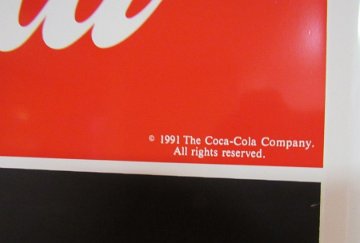 © 1991 The Coca-Cola Company.
All rights reserved.